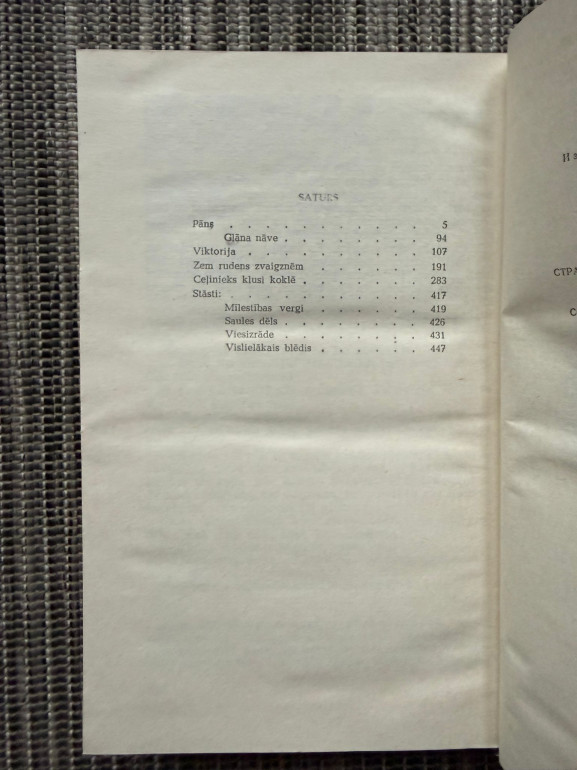 SATURS
Pāns . . . . . . . . . . 5
Glāna nāve . . . . . . . . 94
Viktorija . . . . . . . . . 107
Zem rudens zvaigznēm . . . . . . 191
Ceļinieks klusi koklē . . . . . . . 283
Stāsti: . . . . . . . . . . 417
Mīlestības vergi . . . . . . 419
Saules dēls . . . . . . . . 426
Viesizrāde . . . . . . . . 431
Vislielākais blēdis . . . . . . 447
СТРА